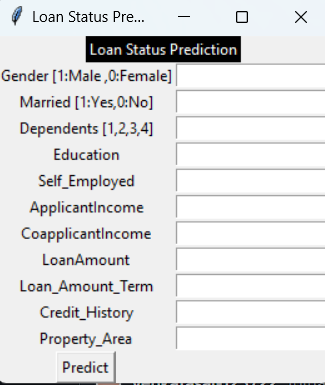 Loan Status Pre...
Loan Status Prediction
Gender [1:Male ,0:Female]
Married [1:Yes,0:No]
Dependents [1,2,3,4]
Education
Self_Employed
ApplicantIncome
CoapplicantIncome
LoanAmount
Loan_Amount_Term
Credit_History
Property_Area
Predict